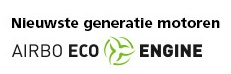 Nieuwste generatie motoren
AIRBO ECO ENGINE